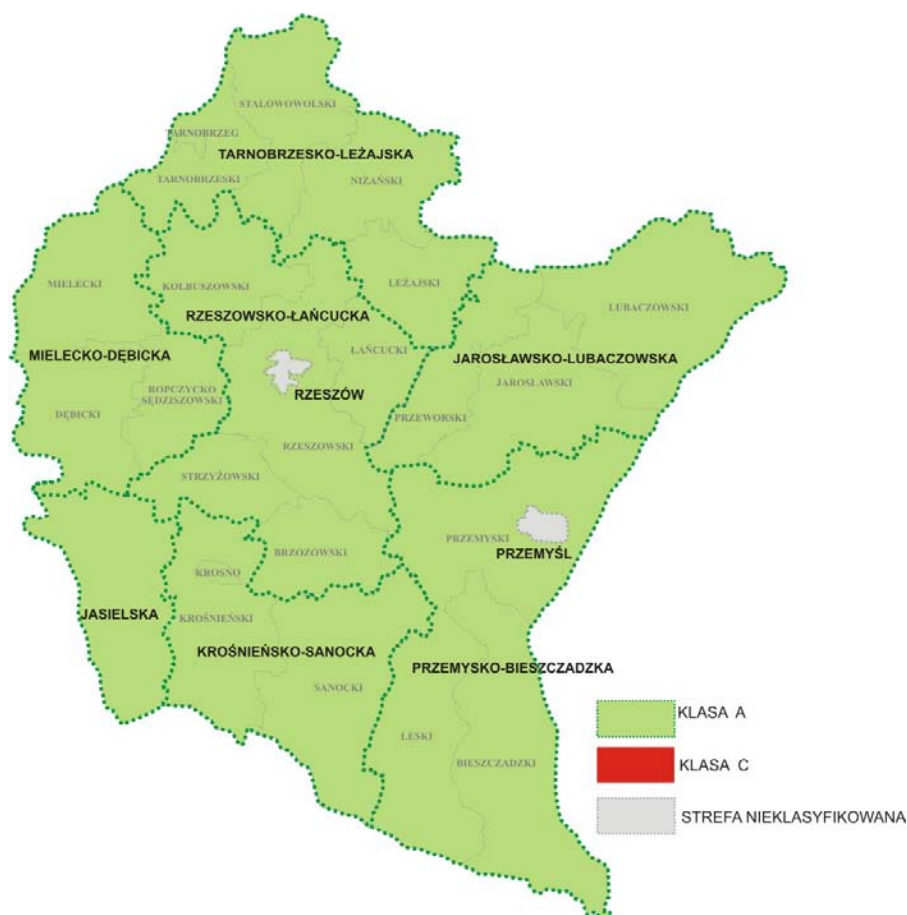 STALOWOWOLSKI
TARNOBRZEG
TARNOBRZESKO-LEŻAJSKA
TARNOBRZESKI
NIŻAŃSKI
MIELECKI
KOLBUSZOWSKI
LEŻAJSKI
LUBACZOWSKI
RZESZOWSKO-ŁAŃCUCKA
ŁAŃCUCKI
MIELECKO-DĘBICKA
JAROSŁAWSKO-LUBACZOWSKA
JAROSŁAWSKI
ROPCZYCKO
SĘDZISZOWSKI
RZESZÓW
DĘBICKI
PRZEWORSKI
RZESZOWSKI
STRZYŻOWSKI
PRZEMYSKI
BRZOZOWSKI
PRZEMYŚL
KROSNO
JASIELSKA
KROŚNIEŃSKI
KROŚNIEŃSKO-SANOCKA
PRZEMYSKO-BIESZCZADZKA
SANOCKI
LESKI
BIESZCZADZKI
KLASA A
KLASA C
STREFA NIEKLASYFIKOWANA